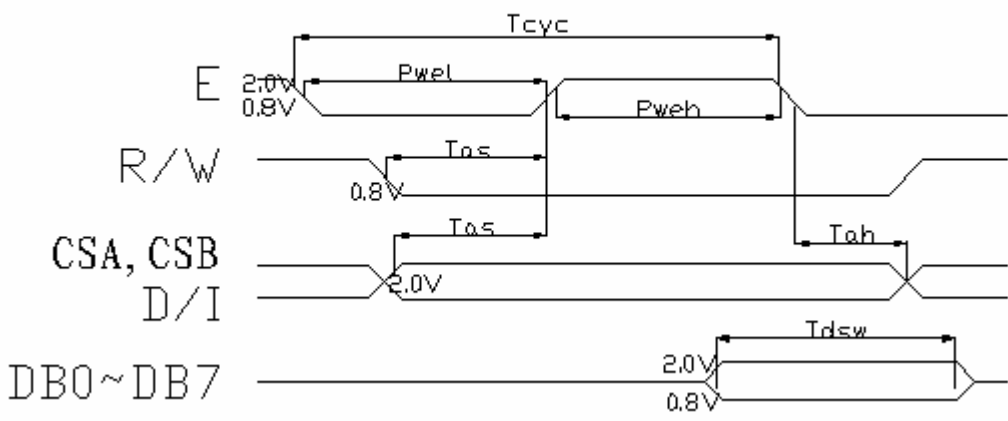 Tcyc
E
2.0V
Pwel
0.8V
Pweh
R/W
Tas
0.8V
CSA, CSB
Tas
Tah
D/I
2.0V
Tdsw
DB0~DB7
2.0V
0.8V